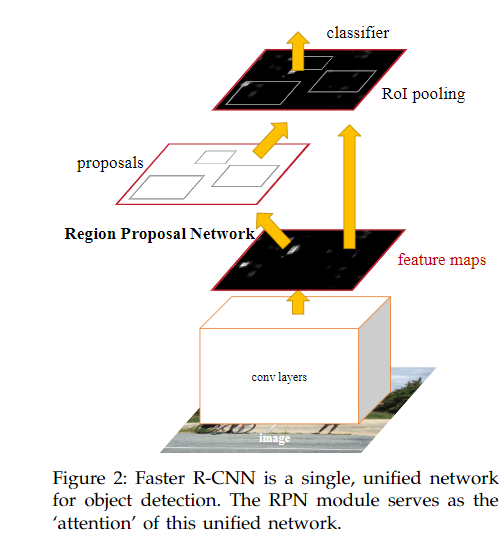 classifier
RoI pooling
proposals
Region Proposal Network
feature maps
conv layers
image
Figure 2: Faster R-CNN is a single, unified network
for object detection. The RPN module serves as the
‘attention’ of this unified network.